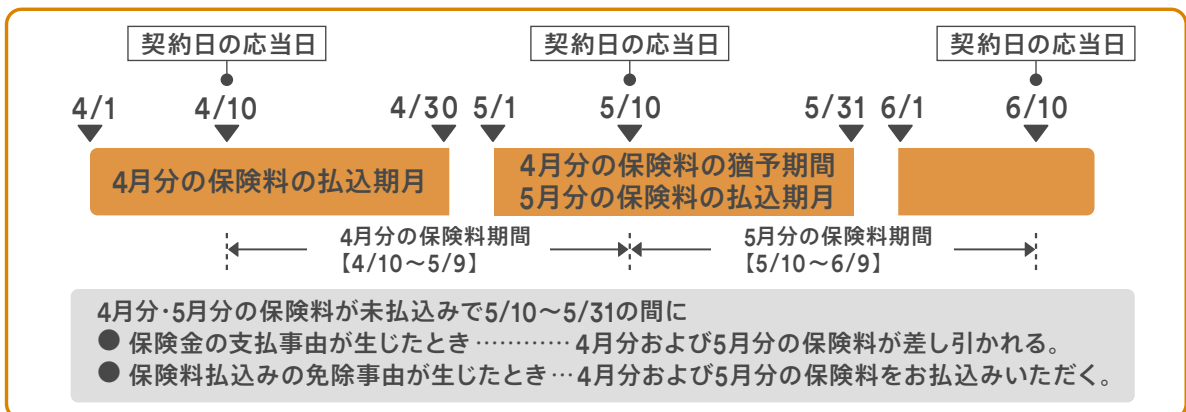 契約日の応当日 契約日の応当日 契約日の応当日
4/1 4/10 4/30 5/1 5/10 5/31 6/1 6/10
4月分の保険料の払込期月
4月分の保険料の猶予期間
5月分の保険料の払込期月
4月分の保険料期間
【4/10～5/9】
5月分の保険料期間
【5/10～6/9】
4月分・5月分の保険料が未払込みで5/10～5/31の間に
● 保険金の支払事由が生じたとき………… 4月分および5月分の保険料が差し引かれる。
● 保険料払込みの免除事由が生じたとき…4月分および5月分の保険料をお払込みいただく。